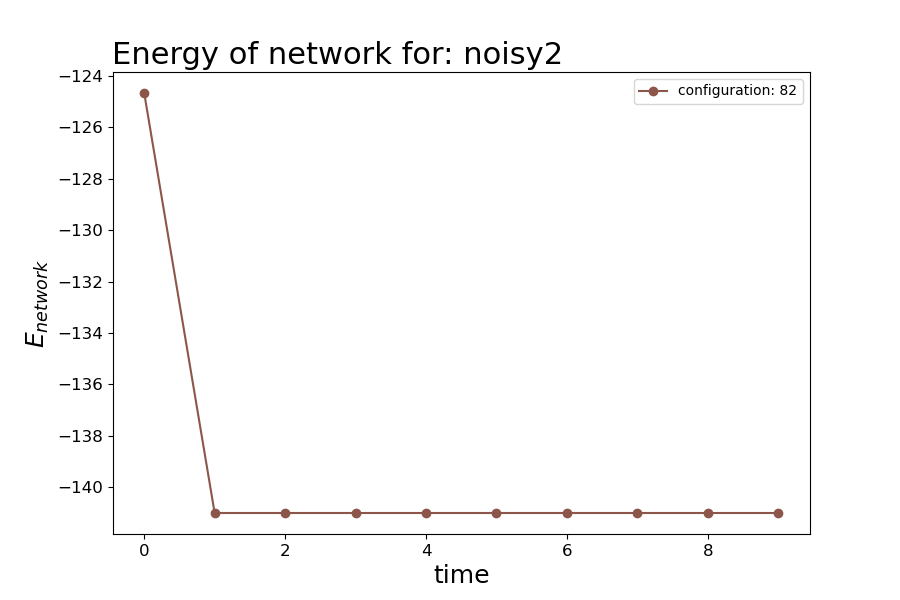 Energy of network for: noisy2
configuration: 82
−124
−126
−128
−130
−132
−134
−136
−138
−140
E_network
0 2 4 6 8
time